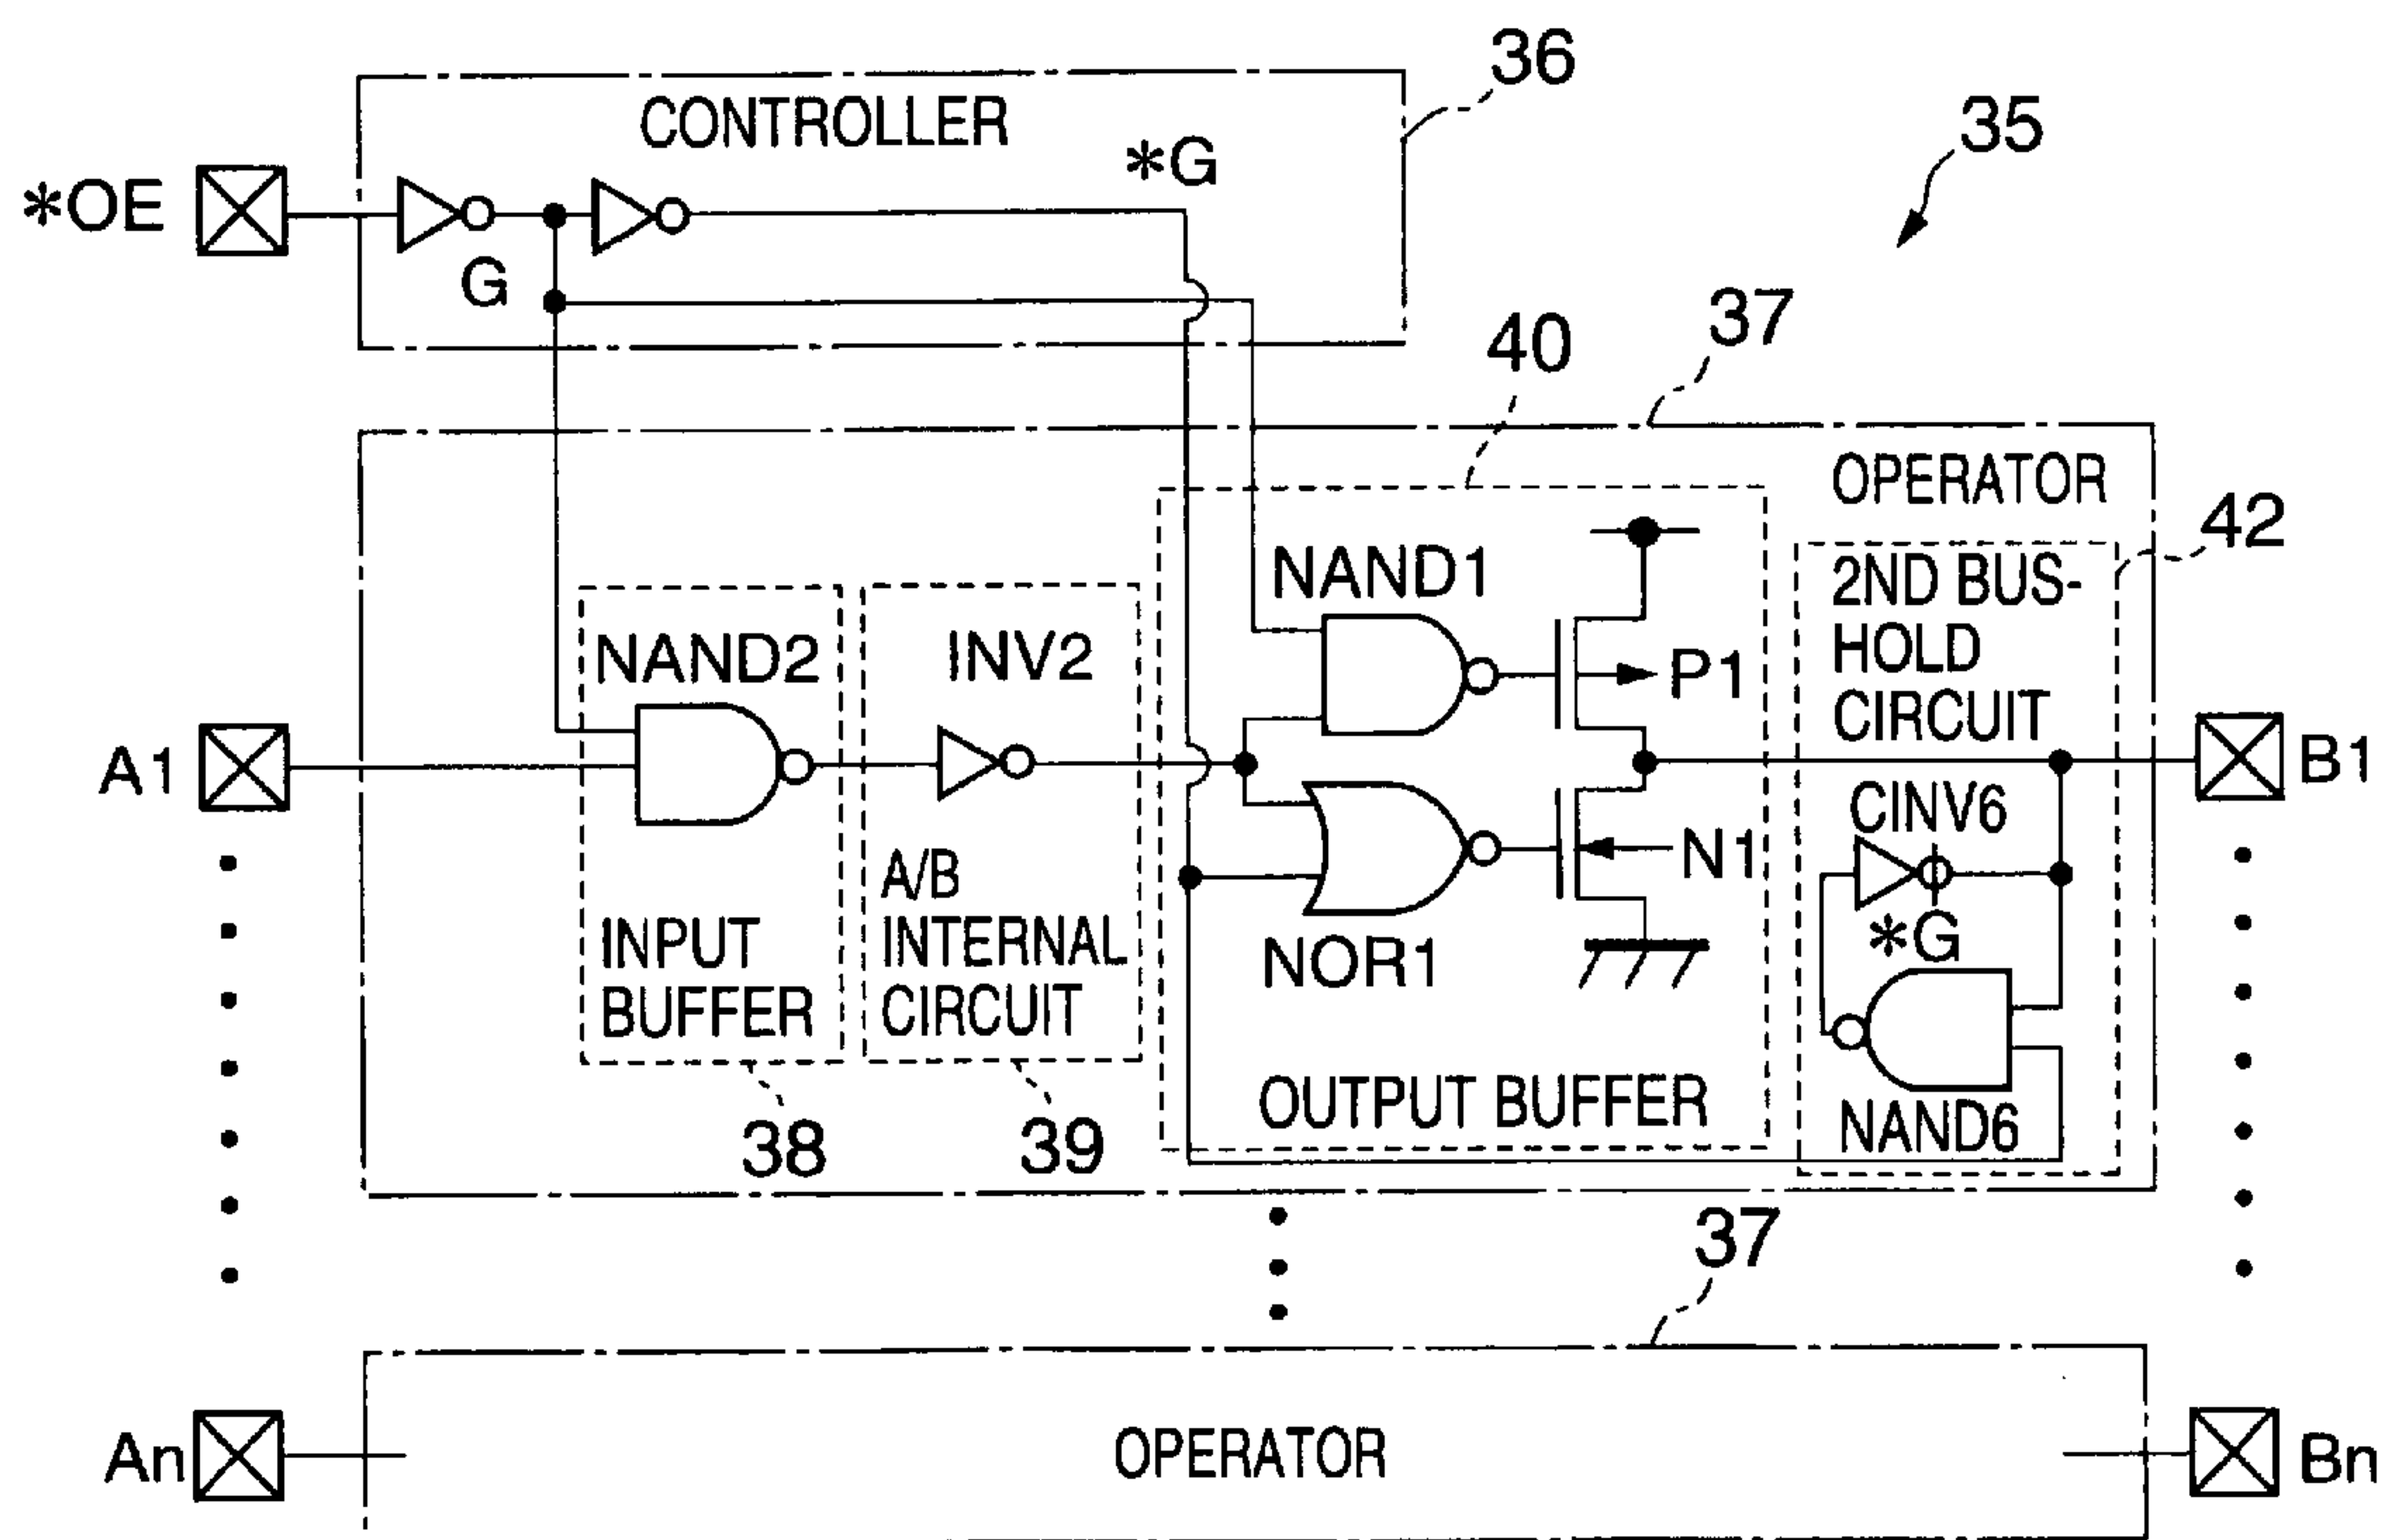 36
CONTROLLER
*G
35
*OE
G
37
40
OPERATOR
42
2ND BUS-
HOLD
CIRCUIT
NAND1
NAND2
INV2
P1
A1
B1
CINV6
*G
N1
A/B
INTERNAL
CIRCUIT
INPUT
BUFFER
NOR1
OUTPUT BUFFER
NAND6
38
39
37
An
OPERATOR
Bn